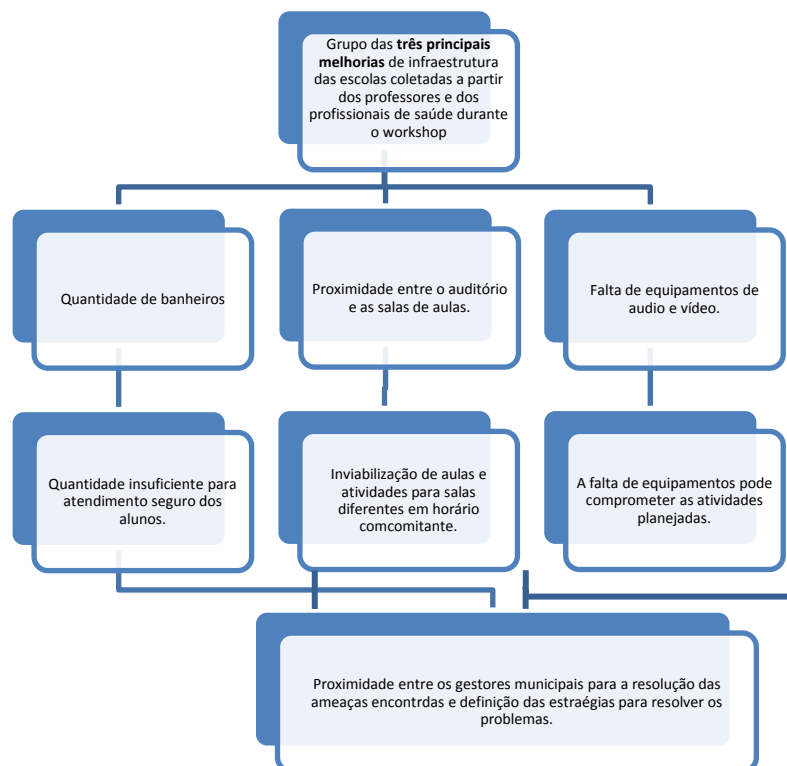 Grupo das três principais
melhorias de infraestrutura
das escolas coletadas a partir
dos professores e dos
profissionais de saúde durante
o workshop
Quantidade de banheiros
Proximidade entre o auditório
e as salas de aulas.
Falta de equipamentos de
audio e vídeo.
Quantidade insuficiente para
atendimento seguro dos
alunos.
Inviabilização de aulas e
atividades para salas
diferentes em horário
comcomitante.
A falta de equipamentos pode
comprometer as atividades
planejadas.
Proximidade entre os gestores municipais para a resolução das
ameaças encontrdas e definição das estraégias para resolver os
problemas.